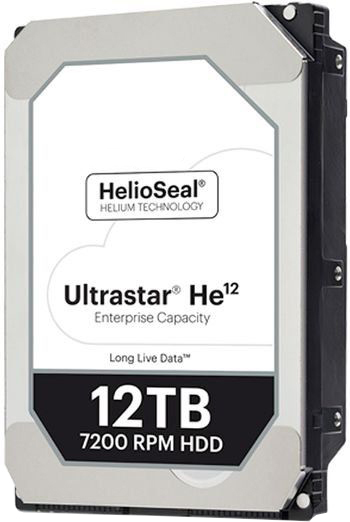 HelioSeal®
HELIUM TECHNOLOGY
Ultrastar® He¹²
Enterprise Capacity
Long Live Data™
12TB
7200 RPM HDD